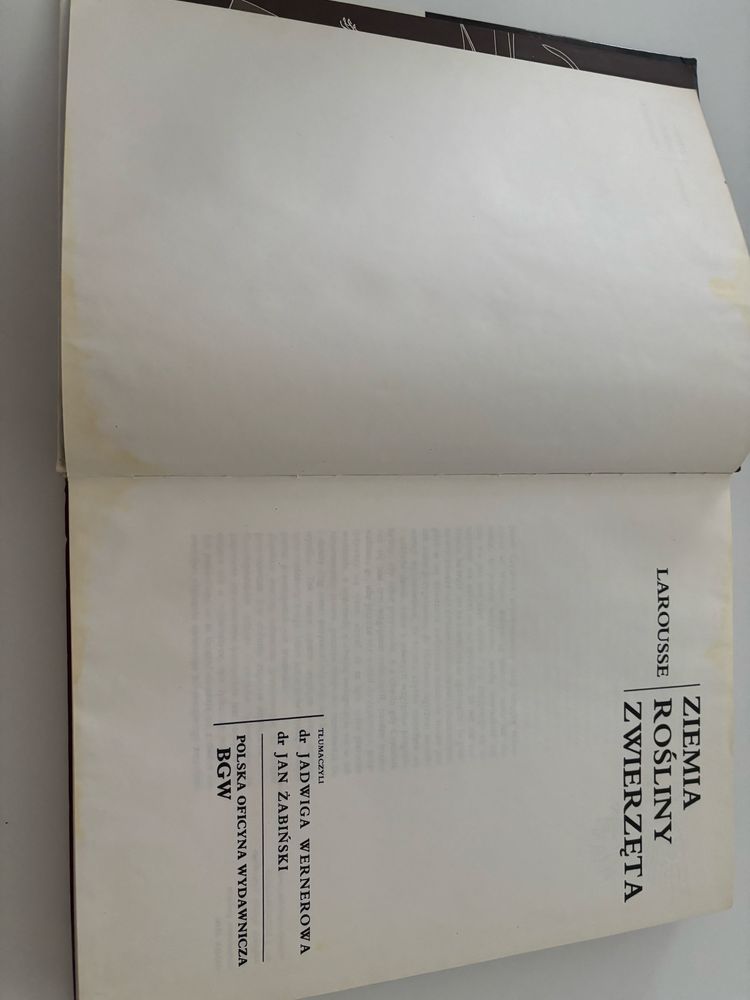 LAROUSSE
ZIEMIA
ROŚLINY
ZWIERZĘTA
TŁUMACZYLI
dr JADWIGA WERNEROWA
dr JAN ŻABIŃSKI
POLSKA OFICYNA WYDAWNICZA
BGW